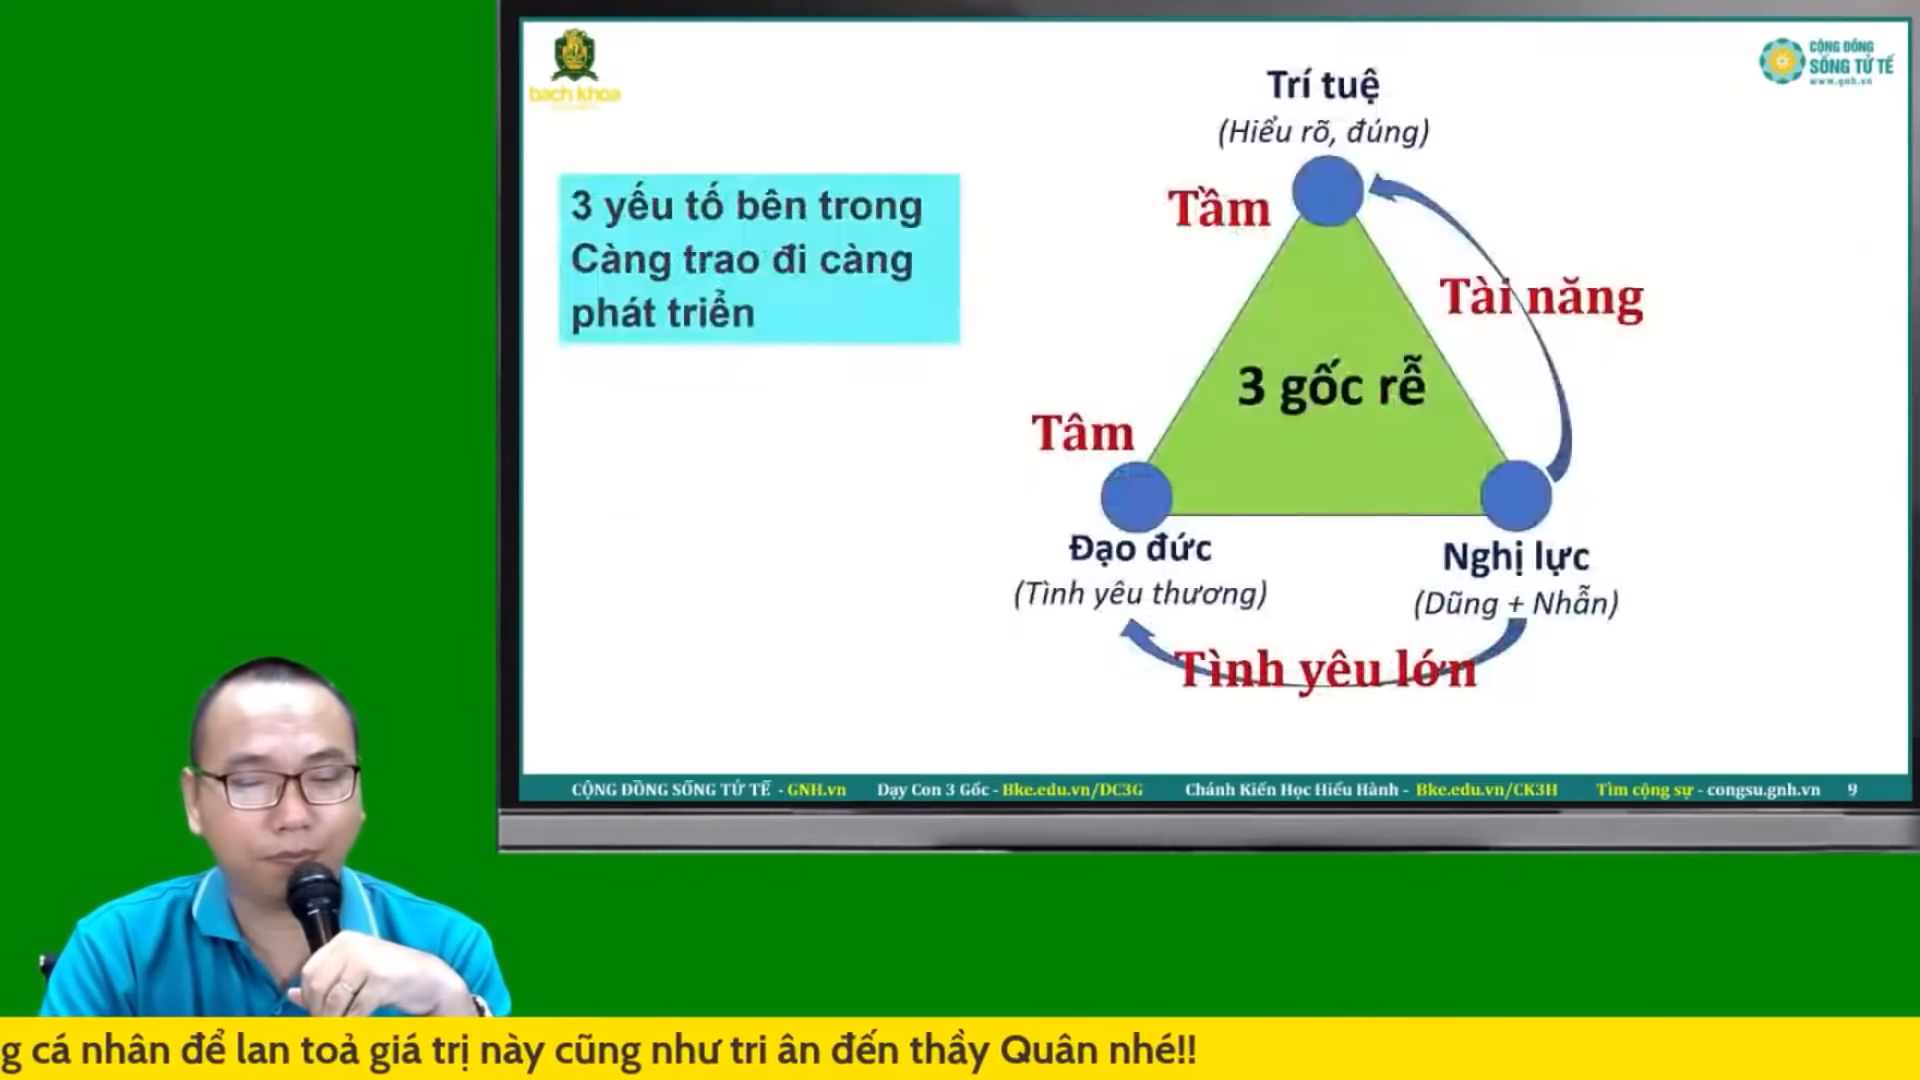 bach khoa
CỘNG ĐỒNG
SỐNG TỬ TẾ
www.gnh.vn
3 yếu tố bên trong
Càng trao đi càng
phát triển
Trí tuệ
(Hiểu rõ, đúng)
Tầm
Tài năng
3 gốc rễ
Tâm
Đạo đức
(Tình yêu thương)
Nghị lực
(Dũng + Nhẫn)
Tình yêu lớn
CỘNG ĐỒNG SỐNG TỬ TẾ - GNH.vn Dạy Con 3 Gốc - Bke.edu.vn/DC3G Chánh Kiến Học Hiểu Hành - Bke.edu.vn/CK3H Tìm cộng sự - congsu.gnh.vn 9
g cá nhân để lan toả giá trị này cũng như tri ân đến thầy Quân nhé!!